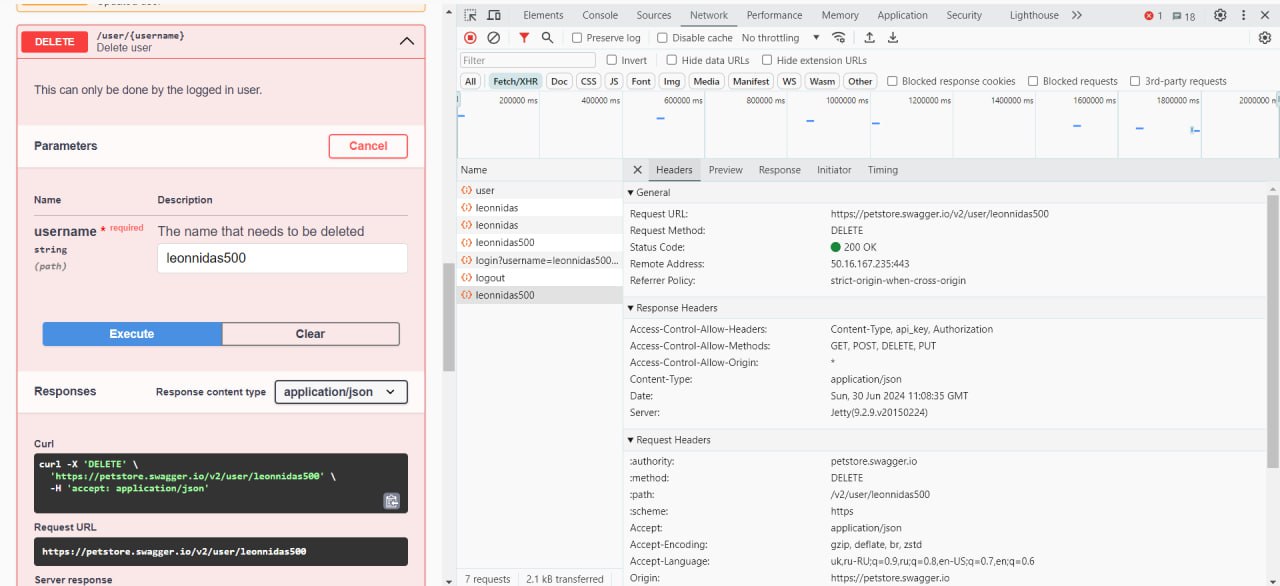 Updated user
DELETE
/user/{username}
Delete user
This can only be done by the logged in user.
Parameters
Cancel
Name Description
username * required
string
(path)
The name that needs to be deleted
leonnidas500
Execute Clear
Responses Response content type application/json
Curl
curl -X 'DELETE' \
'https://petstore.swagger.io/v2/user/leonnidas500' \
-H 'accept: application/json'
Request URL
https://petstore.swagger.io/v2/user/leonnidas500
Server response
Elements Console Sources Network Performance Memory Application Security Lighthouse 1 18
Preserve log Disable cache No throttling
Filter Invert Hide data URLs Hide extension URLs
All Fetch/XHR Doc CSS JS Font Img Media Manifest WS Wasm Other Blocked response cookies Blocked requests 3rd-party requests
200000 ms 400000 ms 600000 ms 800000 ms 1000000 ms 1200000 ms 1400000 ms 1600000 ms 1800000 ms 2000000 m
Name
user
leonnidas
leonnidas
leonnidas500
login?username=leonnidas500...
logout
leonnidas500
7 requests 2.1 kB transferred
Headers Preview Response Initiator Timing
General
Request URL: https://petstore.swagger.io/v2/user/leonnidas500
Request Method: DELETE
Status Code: 200 OK
Remote Address: 50.16.167.235:443
Referrer Policy: strict-origin-when-cross-origin
Response Headers
Access-Control-Allow-Headers: Content-Type, api_key, Authorization
Access-Control-Allow-Methods: GET, POST, DELETE, PUT
Access-Control-Allow-Origin: *
Content-Type: application/json
Date: Sun, 30 Jun 2024 11:08:35 GMT
Server: Jetty(9.2.9.v20150224)
Request Headers
:authority: petstore.swagger.io
:method: DELETE
:path: /v2/user/leonnidas500
:scheme: https
Accept: application/json
Accept-Encoding: gzip, deflate, br, zstd
Accept-Language: uk,ru-RU;q=0.9,ru;q=0.8,en-US;q=0.7,en;q=0.6
Origin: https://petstore.swagger.io